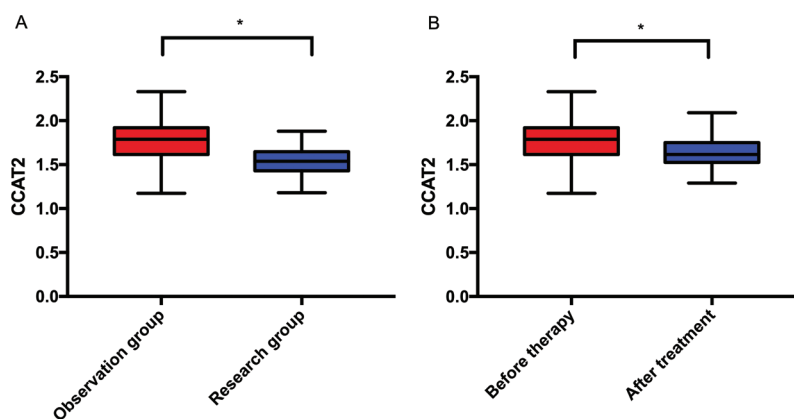 A
*
CCAT2
2.5
2.0
1.5
1.0
0.5
0.0
Observation group
Research group
B
*
CCAT2
2.5
2.0
1.5
1.0
0.5
0.0
Before therapy
After treatment